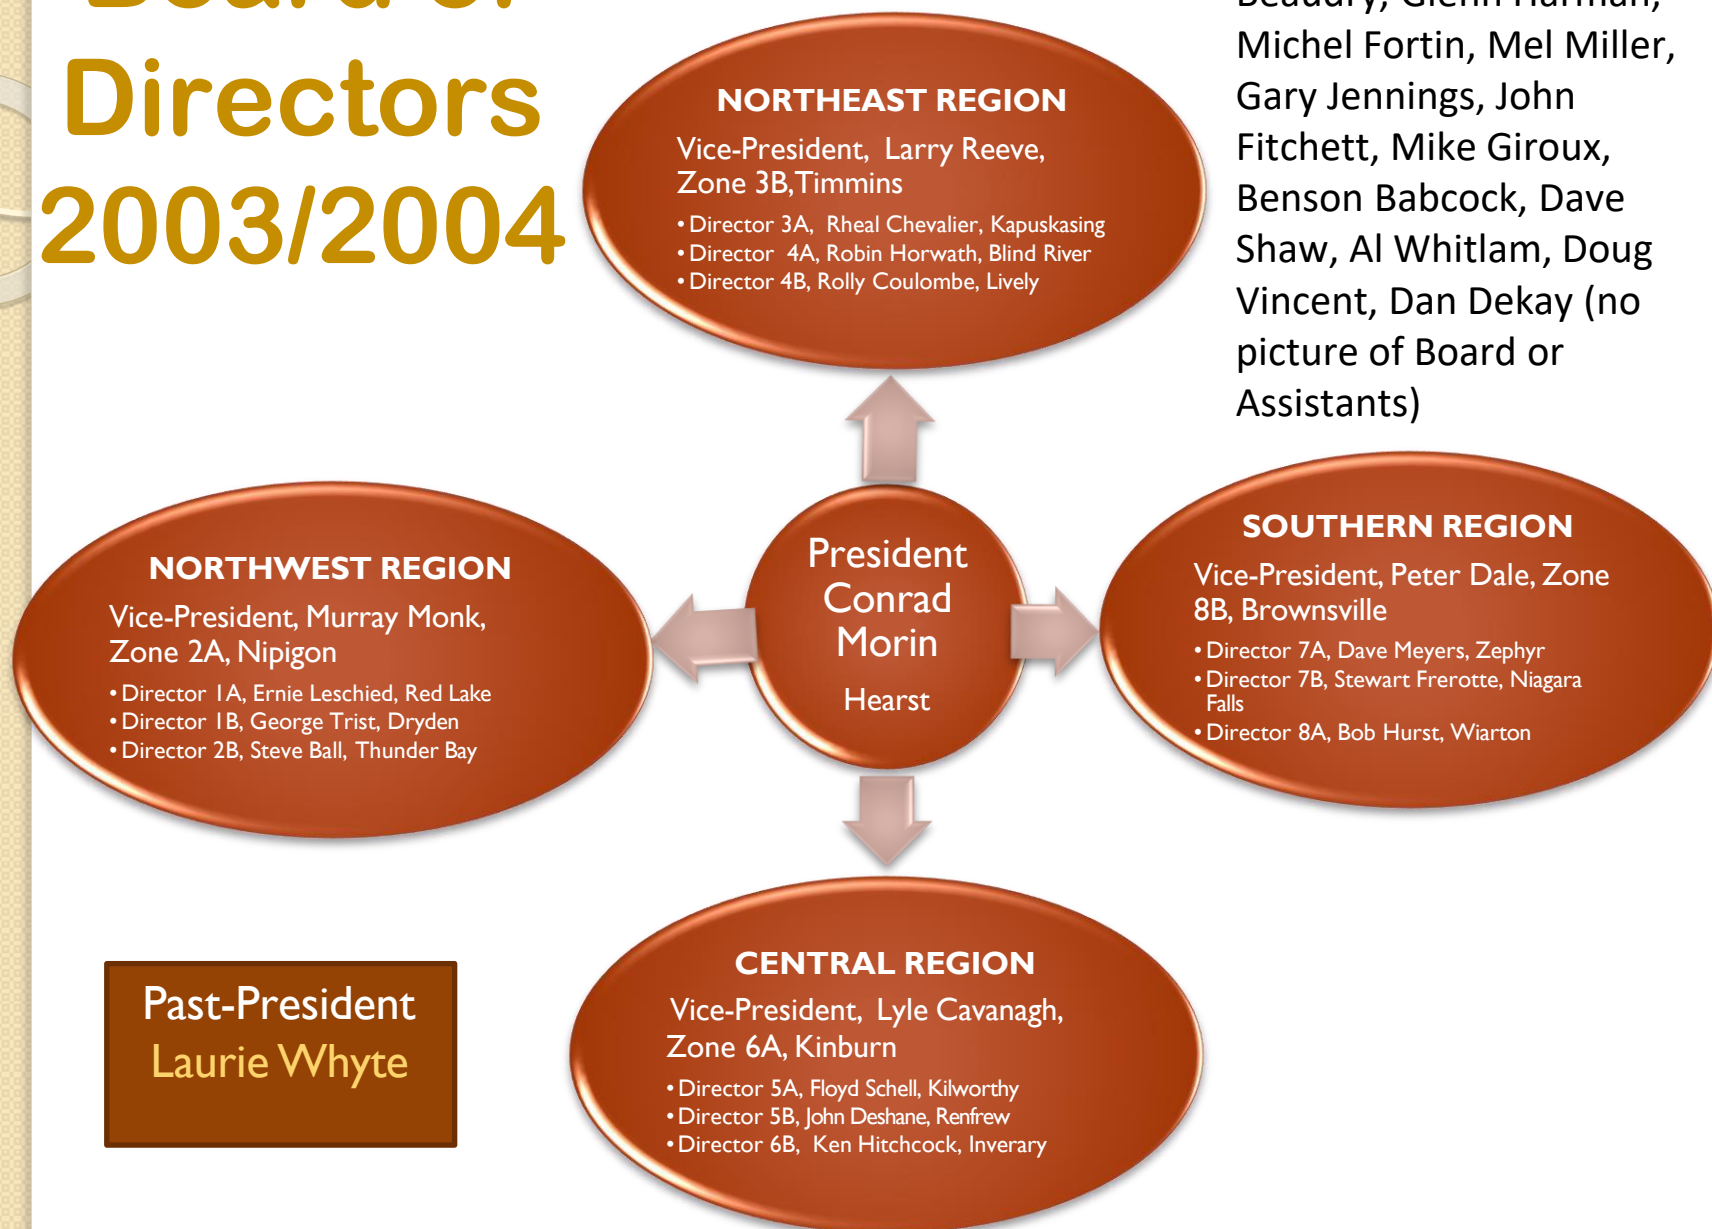 Board of
Directors
2003/2004
Beaudry, Glenn Harman,
Michel Fortin, Mel Miller,
Gary Jennings, John
Fitchett, Mike Giroux,
Benson Babcock, Dave
Shaw, Al Whitlam, Doug
Vincent, Dan Dekay (no
picture of Board or
Assistants)
NORTHEAST REGION
Vice-President, Larry Reeve,
Zone 3B,Timmins
• Director 3A, Rheal Chevalier, Kapuskasing
• Director 4A, Robin Horwath, Blind River
• Director 4B, Rolly Coulombe, Lively
NORTHWEST REGION
Vice-President, Murray Monk,
Zone 2A, Nipigon
• Director 1A, Ernie Leschied, Red Lake
• Director 1B, George Trist, Dryden
• Director 2B, Steve Ball, Thunder Bay
President
Conrad
Morin
Hearst
SOUTHERN REGION
Vice-President, Peter Dale, Zone
8B, Brownsville
• Director 7A, Dave Meyers, Zephyr
• Director 7B, Stewart Frerotte, Niagara
Falls
• Director 8A, Bob Hurst, Wiarton
CENTRAL REGION
Vice-President, Lyle Cavanagh,
Zone 6A, Kinburn
• Director 5A, Floyd Schell, Kilworthy
• Director 5B, John Deshane, Renfrew
• Director 6B, Ken Hitchcock, Inverary
Past-President
Laurie Whyte